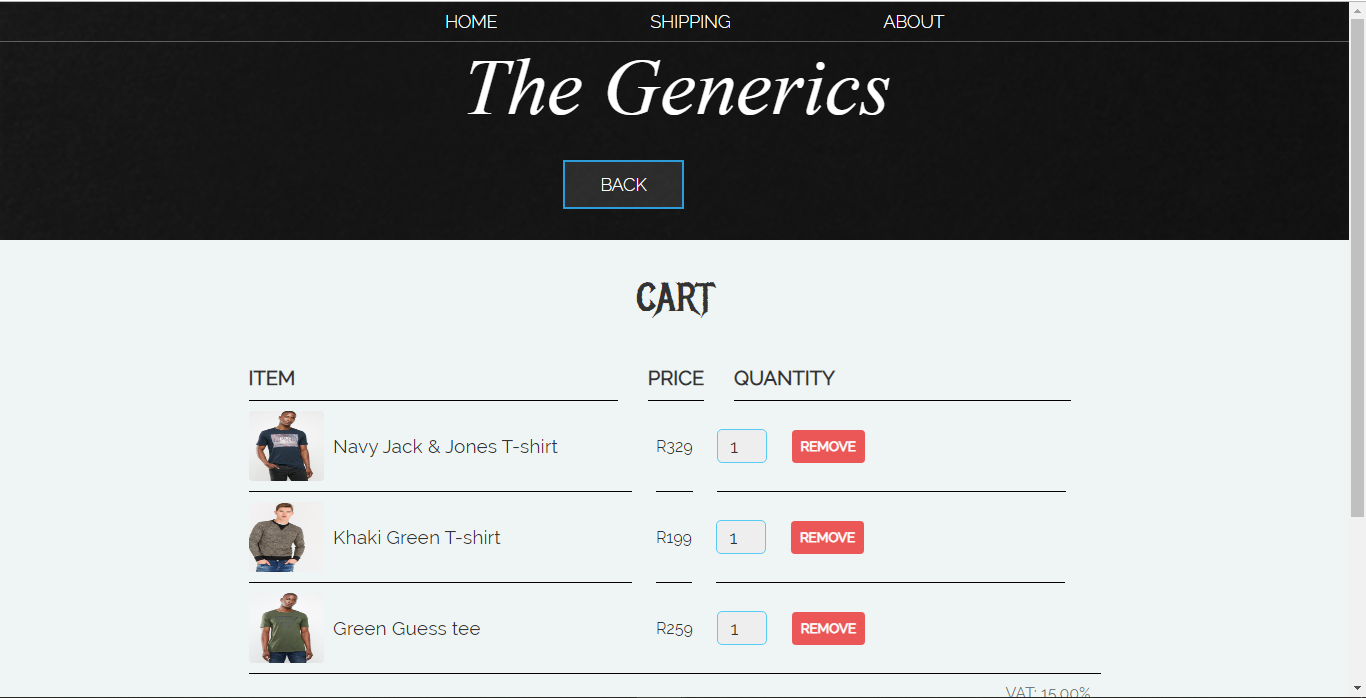 HOME SHIPPING ABOUT
The Generics
BACK
CART
ITEM PRICE QUANTITY
Navy Jack & Jones T-shirt R329 1 REMOVE
Khaki Green T-shirt R199 1 REMOVE
Green Guess tee R259 1 REMOVE
VAT: 15.00%